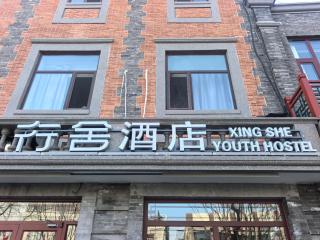 行舍酒店
XING SHE
YOUTH HOSTEL